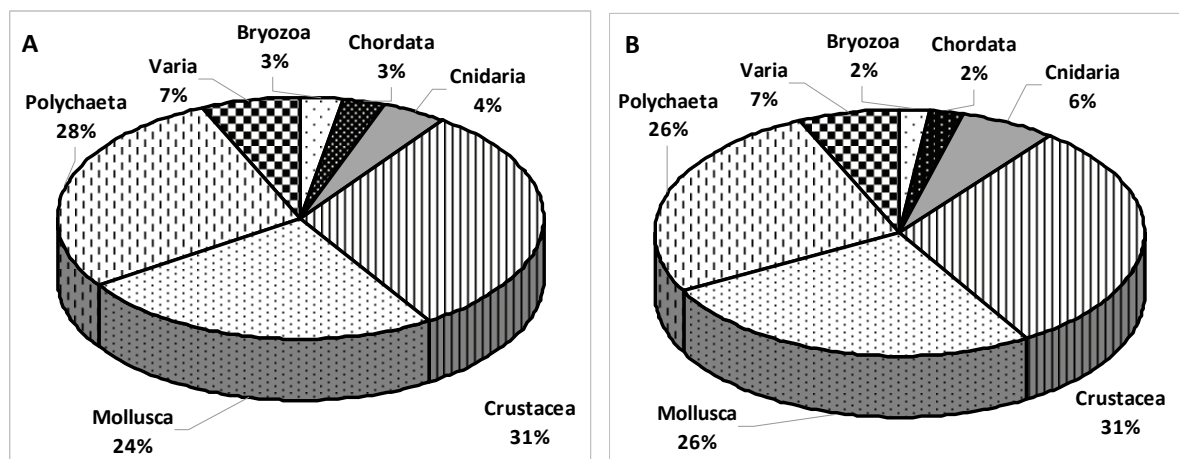 A
Bryozoa
3%
Chordata
3%
Cnidaria
4%
Varia
7%
Polychaeta
28%
Mollusca
24%
Crustacea
31%
B
Bryozoa
2%
Chordata
2%
Cnidaria
6%
Varia
7%
Polychaeta
26%
Mollusca
26%
Crustacea
31%